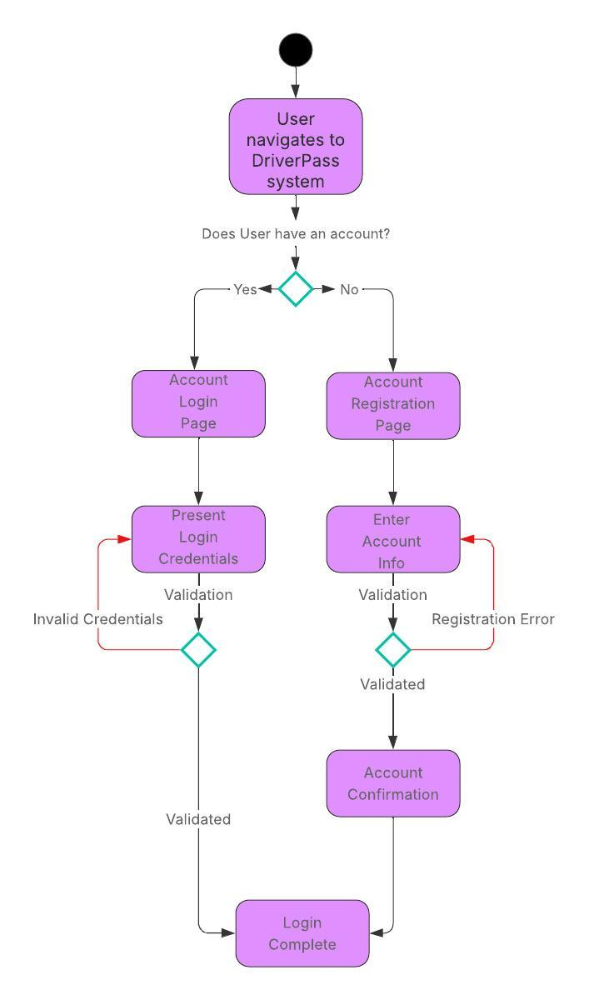 User
navigates to
DriverPass
system
Does User have an account?
Yes
No
Account
Login
Page
Account
Registration
Page
Present
Login
Credentials
Enter
Account
Info
Validation
Validation
Invalid Credentials
Registration Error
Validated
Account
Confirmation
Validated
Login
Complete